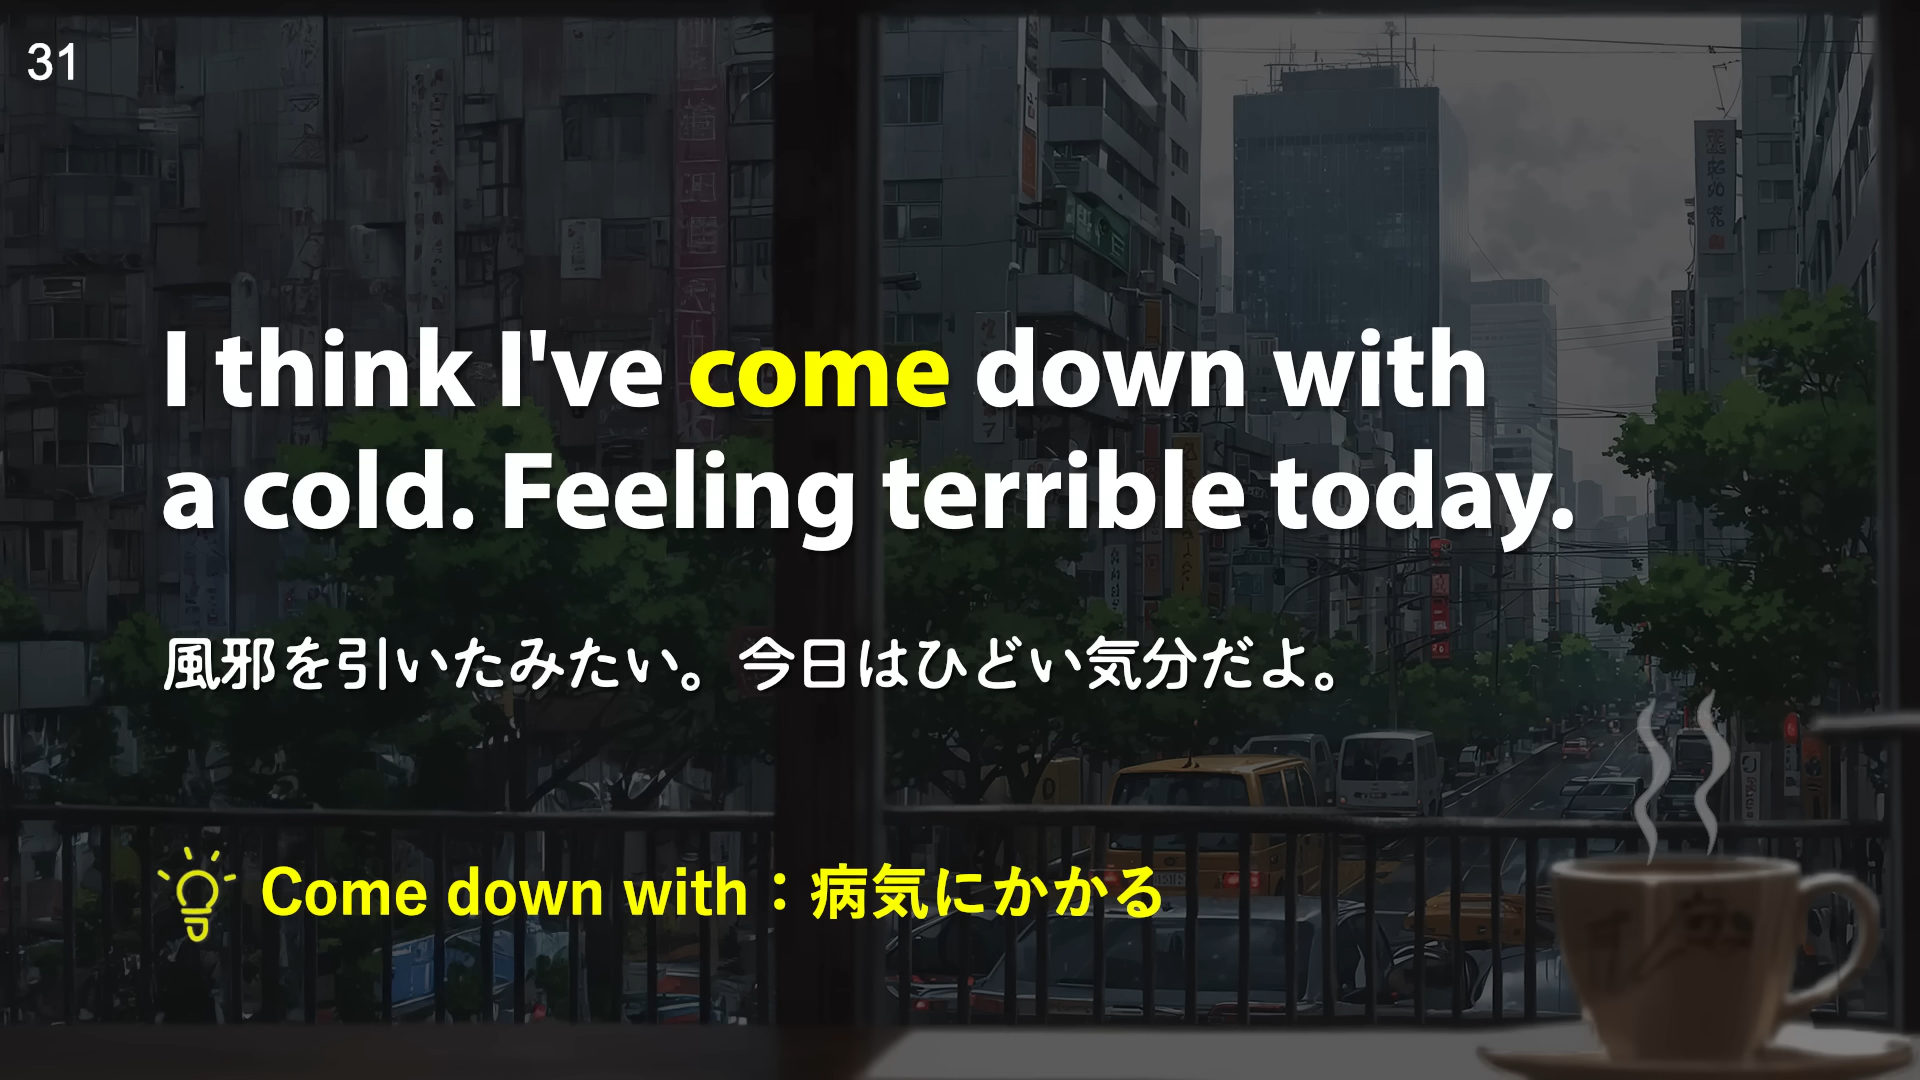 31
I think I've come down with
a cold. Feeling terrible today.
風邪を引いたみたい。今日はひどい気分だよ。
Come down with：病気にかかる